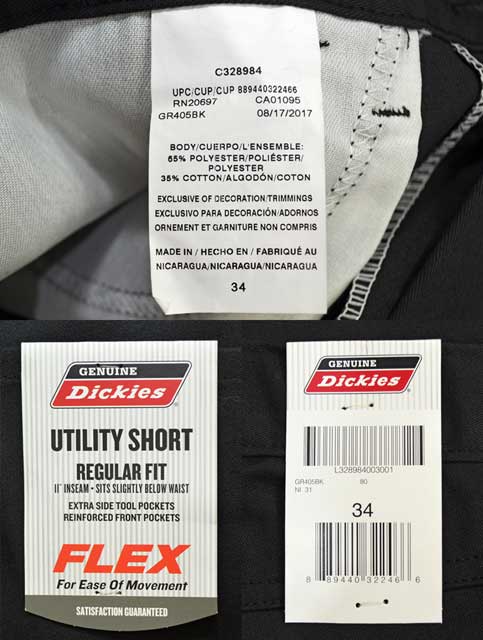 C328984
UPC/CUP/CUP 889440322466
RN20697 CA01095
GR405BK 08/17/2017
BODY/CUERPO/L'ENSEMBLE:
65% POLYESTER/POLIÉSTER/
POLYESTER
35% COTTON/ALGODÓN/COTON
EXCLUSIVE OF DECORATION/TRIMMINGS
EXCLUSIVO PARA DECORACIÓN/ADORNOS
ORNEMENT ET GARNITURE NON COMPRIS
MADE IN / HECHO EN / FABRIQUÉ AU
NICARAGUA/NICARAGUA/NICARAGUA
34
GENUINE
Dickies
UTILITY SHORT
REGULAR FIT
11" INSEAM • SITS SLIGHTLY BELOW WAIST
EXTRA SIDE TOOL POCKETS
REINFORCED FRONT POCKETS
FLEX
For Ease Of Movement
SATISFACTION GUARANTEED
GENUINE
Dickies
L328984003001
GR405BK 80
NI 31
34
8 89440 32246 6